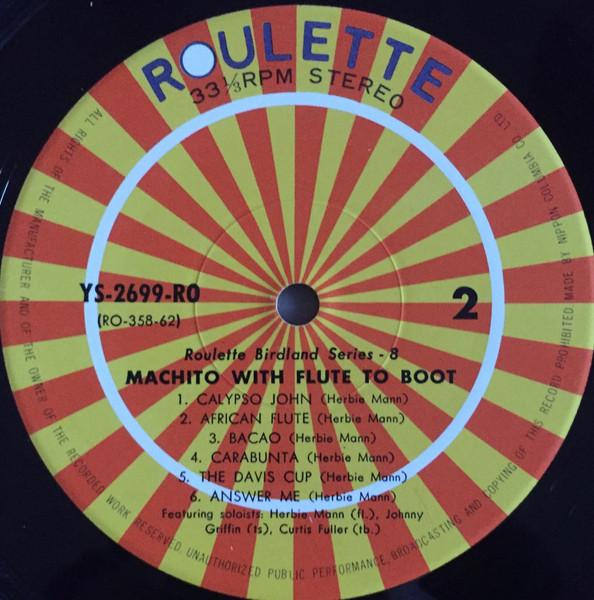 ROULETTE
33 1/3 RPM STEREO
YS-2699-RO
(RO-358-62)
2
Roulette Birdland Series - 8
MACHITO WITH FLUTE TO BOOT
1. CALYPSO JOHN (Herbie Mann)
2. AFRICAN FLUTE (Herbie Mann)
3. BACAO (Herbie Mann)
4. CARABUNTA (Herbie Mann)
5. THE DAVIS CUP (Herbie Mann)
6. ANSWER ME (Herbie Mann)
Featuring soloists: Herbie Mann (fl.), Johnny
Griffin (ts), Curtis Fuller (tb.)
ALL RIGHTS OF THE MANUFACTURER AND OF THE OWNER OF THE RECORDED WORK RESERVED. UNAUTHORIZED PUBLIC PERFORMANCE, BROADCASTING AND COPYING OF THIS RECORD PROHIBITED MADE BY NIPPON COLUMBIA CO LTD